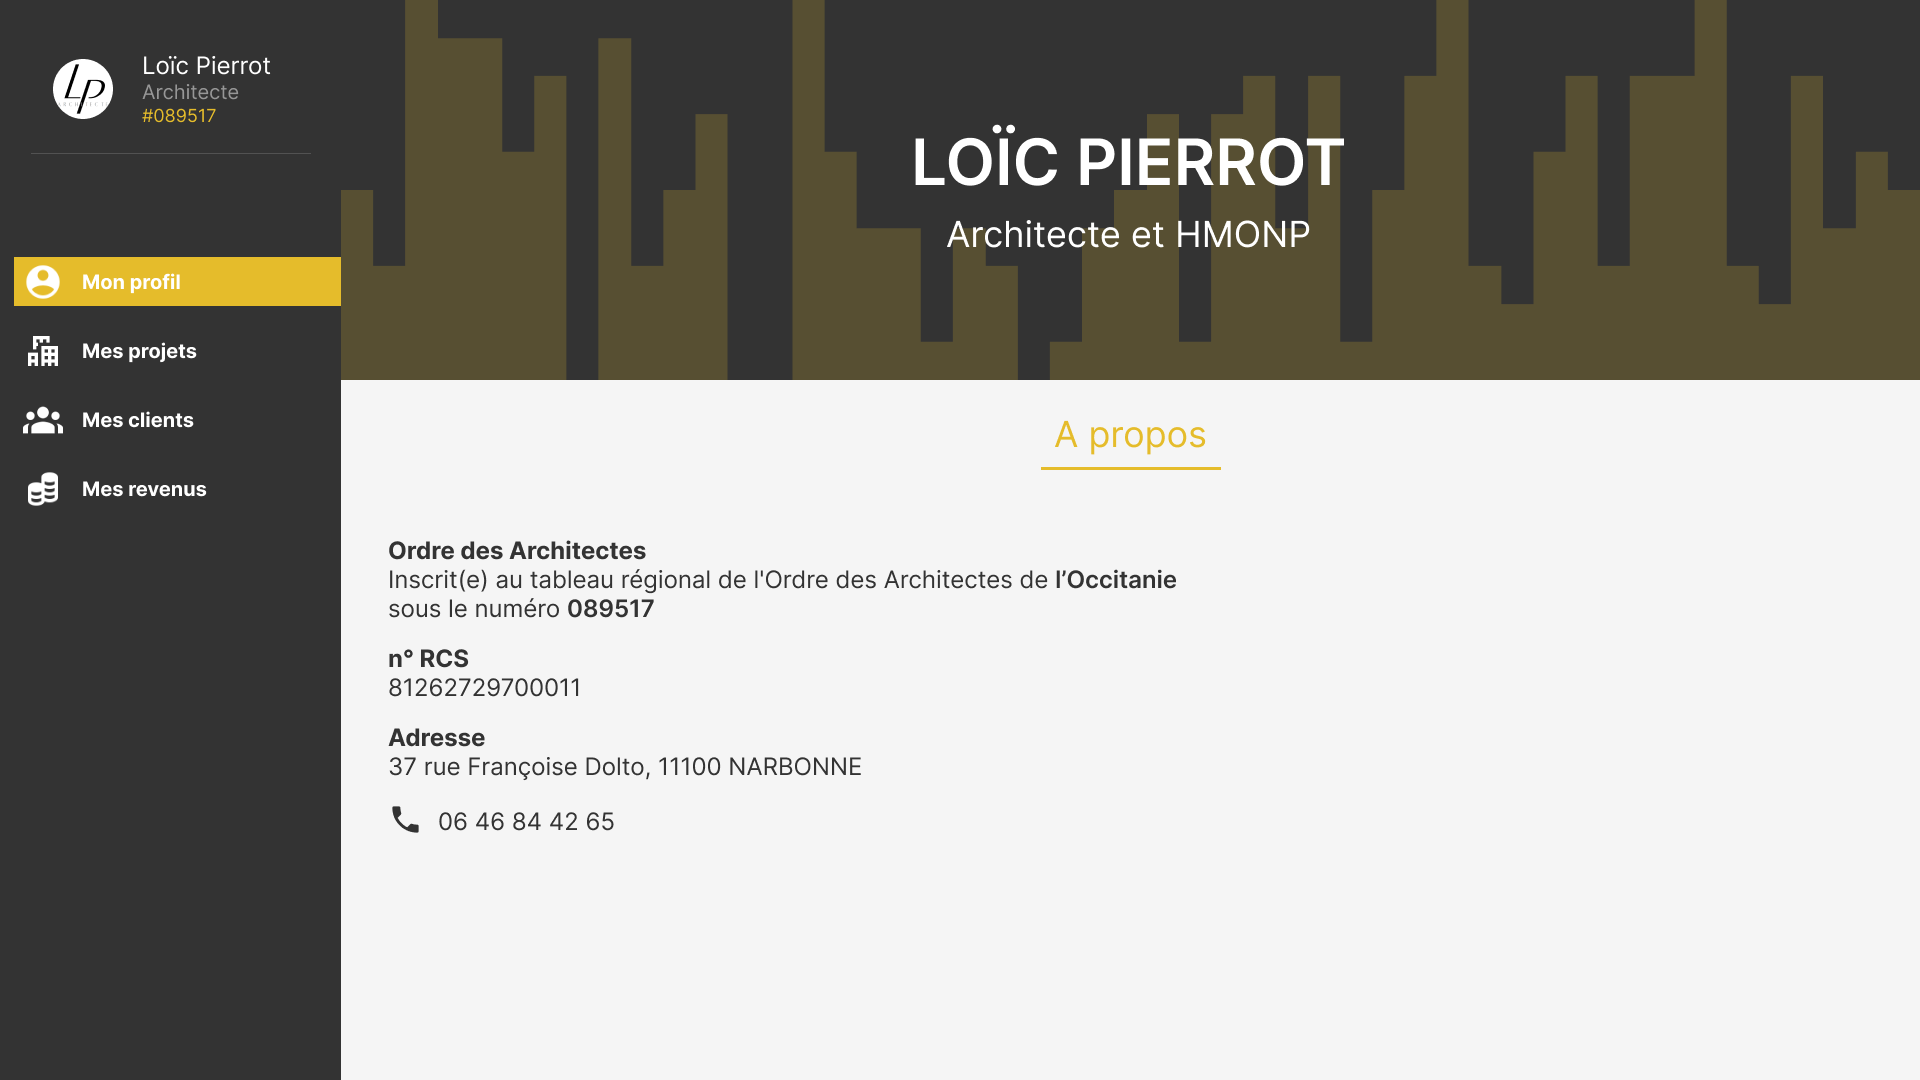 Lp
ARCHITECTE
Loïc Pierrot
Architecte
#089517
Mon profil
Mes projets
Mes clients
Mes revenus
LOÏC PIERROT
Architecte et HMONP
A propos
Ordre des Architectes
Inscrit(e) au tableau régional de l'Ordre des Architectes de l’Occitanie
sous le numéro 089517
n° RCS
81262729700011
Adresse
37 rue Françoise Dolto, 11100 NARBONNE
06 46 84 42 65